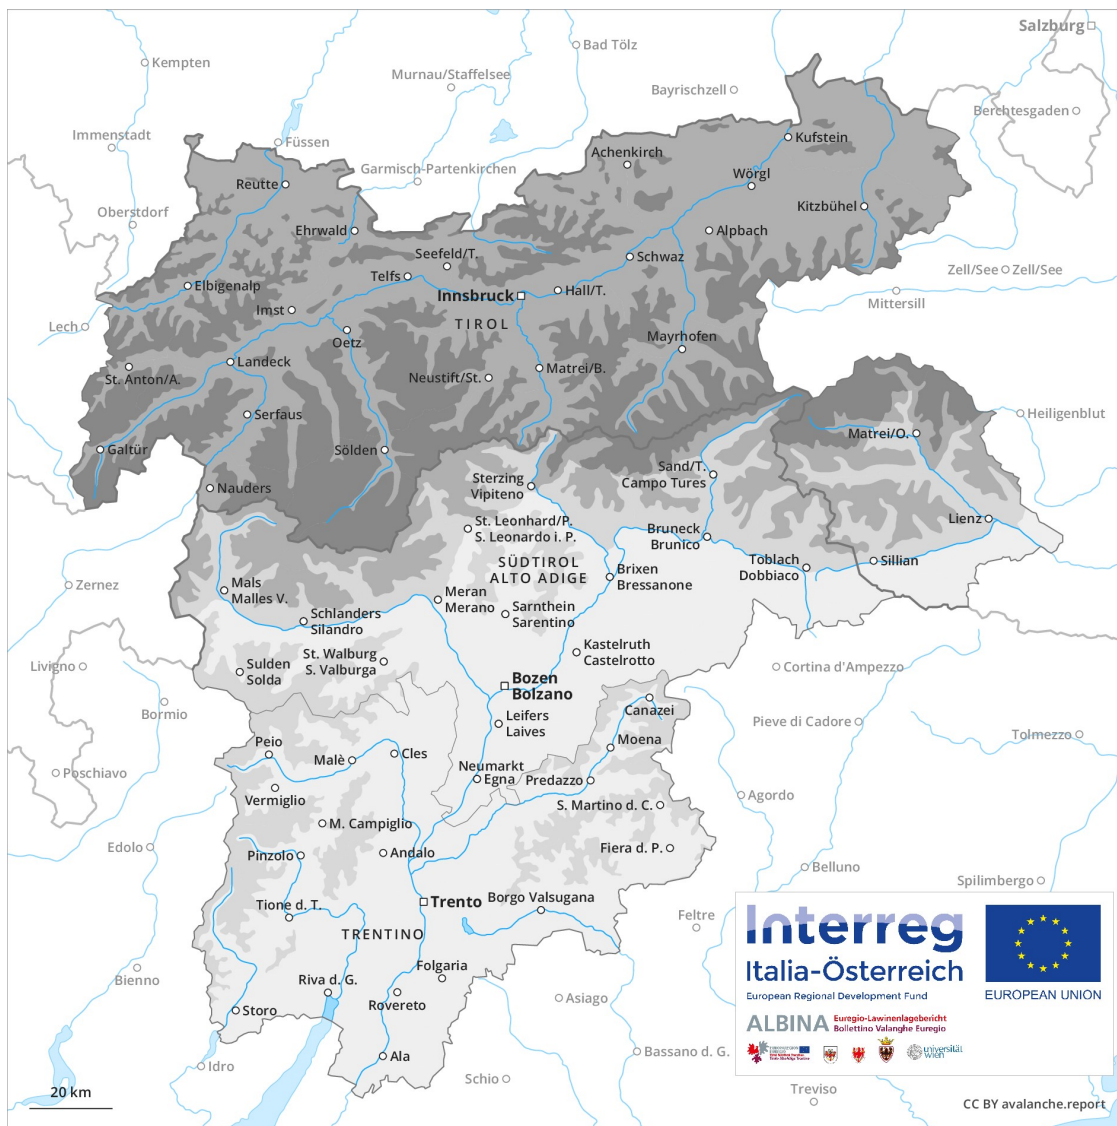 Salzburg
Bad Tölz
Kempten
Murnau/Staffelsee
Bayrischzell
Berchtesgaden
Immenstadt
Füssen
Kufstein
Achenkirch
Garmisch-Partenkirchen
Wörgl
Reutte
Oberstdorf
Kitzbühel
Ehrwald
Alpbach
Seefeld/T.
Schwaz
Telfs
Zell/See
Zell/See
Elbigenalp
Innsbruck
Hall/T.
Mittersill
Imst
TIROL
Lech
Oetz
Mayrhofen
Landeck
Matrei/B.
St. Anton/A.
Neustift/St.
Serfaus
Heiligenblut
Matrei/O.
Galtür
Sölden
Sand/T.
Campo Tures
Sterzing
Vipiteno
Nauders
Lienz
St. Leonhard/P.
S. Leonardo i. P.
Bruneck
Brunico
SÜDTIROL
ALTO ADIGE
Toblach
Dobbiaco
Sillian
Brixen
Bressanone
Zernez
Mals
Malles V.
Meran
Merano
Sarnthein
Sarentino
Schlanders
Silandro
Kastelruth
Castelrotto
St. Walburg
S. Valburga
Livigno
Sulden
Solda
Cortina d'Ampezzo
Bozen
Bolzano
Canazei
Bormio
Leifers
Laives
Pieve di Cadore
Tolmezzo
Moena
Peio
Cles
Malè
Poschiavo
Neumarkt
Egna
Predazzo
Vermiglio
Agordo
S. Martino d. C.
M. Campiglio
Edolo
Pinzolo
Andalo
Fiera d. P.
Belluno
Spilimbergo
Trento
Borgo Valsugana
Tione d. T.
Feltre
TRENTINO
Interreg
Italia-Österreich
European Regional Development Fund
EUROPEAN UNION
Folgaria
Bienno
Riva d. G.
Rovereto
Asiago
Storo
ALBINA
Euregio-Lawinenlagebericht
Bollettino Valanghe Euregio
universität
wien
Ala
Idro
Bassano d. G.
Schio
Treviso
20 km
CC BY avalanche.report